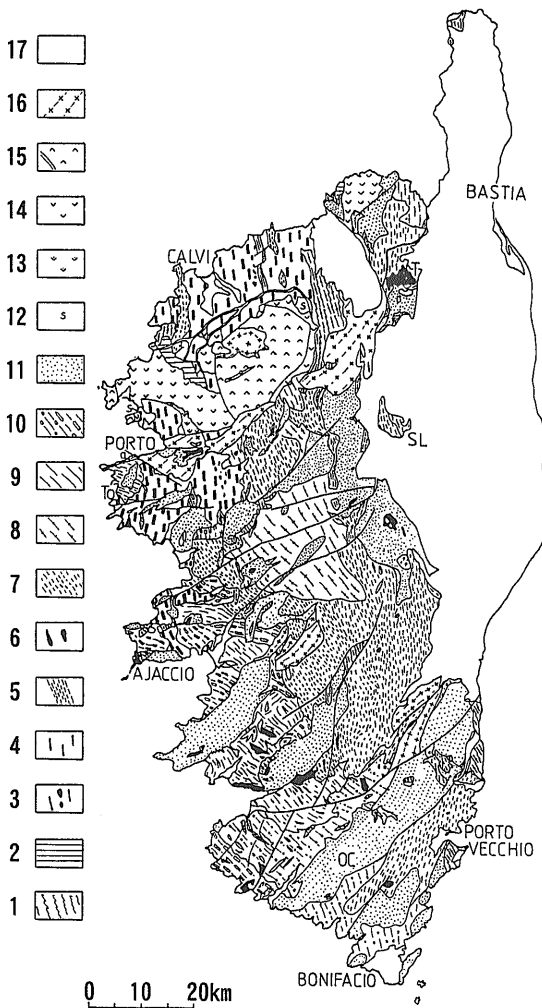 17
16
15
14
13
12
s
11
10
9
8
7
6
5
4
3
2
1
BASTIA
CALVI
T
s
PORTO
To
SL
AJACCIO
PORTO
VECCHIO
OC
BONIFACIO
0 10 20km